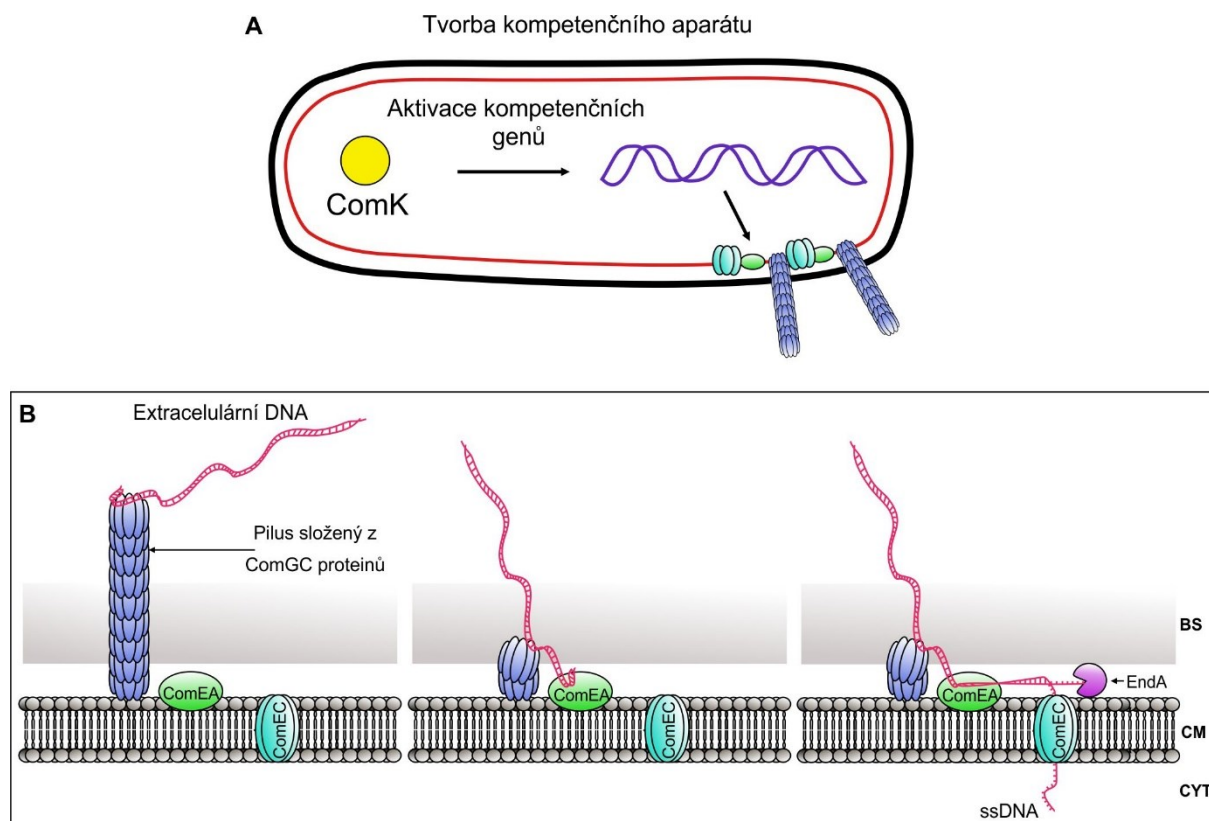 A
Tvorba kompetenčního aparátu
Aktivace kompetenčních
genů
ComK
B
Extracelulární DNA
Pilus složený z
ComGC proteinů
ComEA
ComEC
ComEA
ComEC
ComEA
ComEC
EndA
BS
CM
CYT
ssDNA